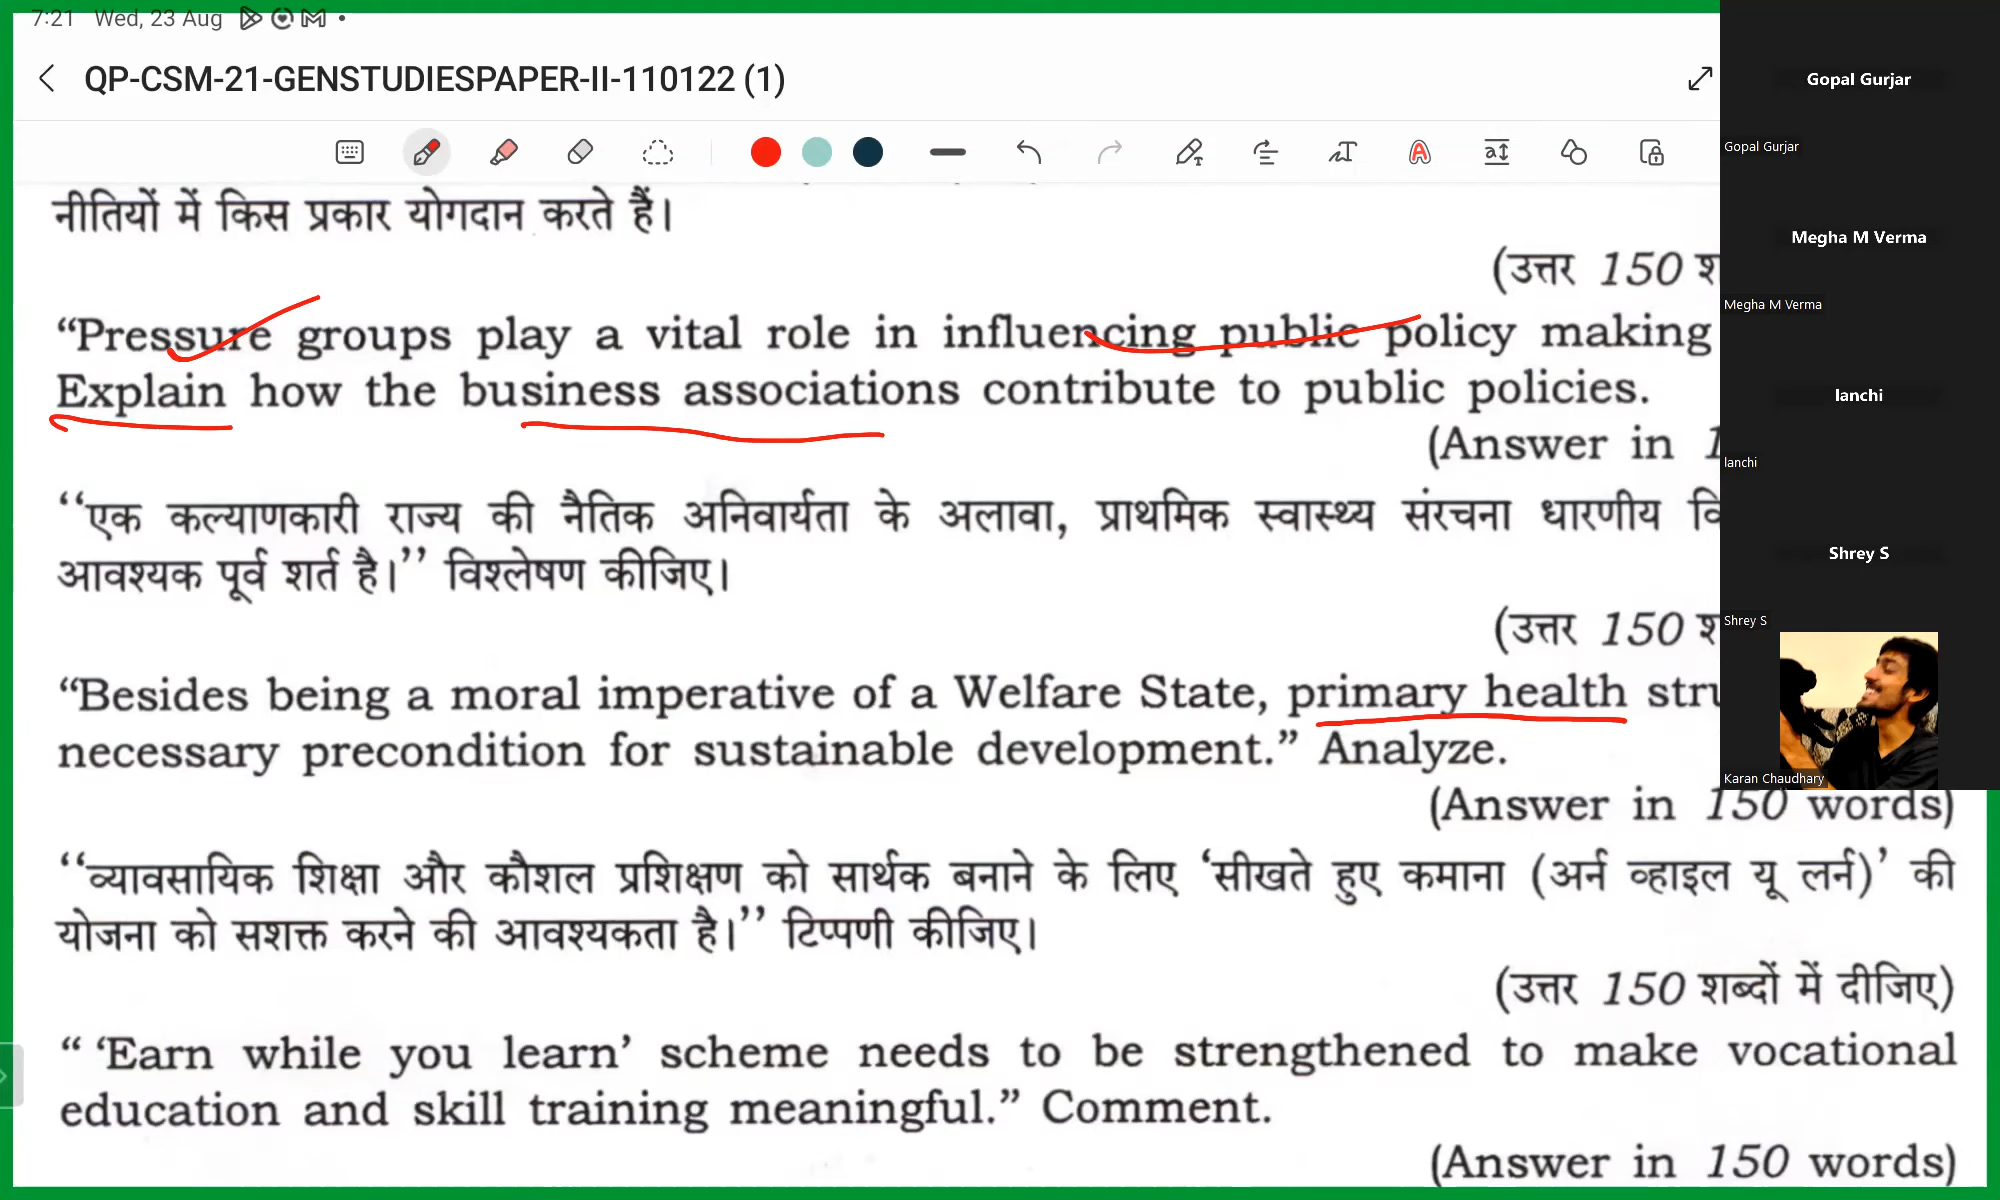 7:21 Wed, 23 Aug
QP-CSM-21-GENSTUDIESPAPER-II-110122 (1)
नीतियों में किस प्रकार योगदान करते हैं।
(उत्तर 150
“Pressure groups play a vital role in influencing public policy making
Explain how the business associations contribute to public policies.
(Answer in
‘‘एक कल्याणकारी राज्य की नैतिक अनिवार्यता के अलावा, प्राथमिक स्वास्थ्य संरचना धारणीय
आवश्यक पूर्व शर्त है।’’ विश्लेषण कीजिए।
(उत्तर 150
“Besides being a moral imperative of a Welfare State, primary health
necessary precondition for sustainable development.” Analyze.
(Answer in 150 words)
‘‘व्यावसायिक शिक्षा और कौशल प्रशिक्षण को सार्थक बनाने के लिए ‘सीखते हुए कमाना (अर्न व्हाइल यू लर्न)’ की
योजना को सशक्त करने की आवश्यकता है।’’ टिप्पणी कीजिए।
(उत्तर 150 शब्दों में दीजिए)
“ ‘Earn while you learn’ scheme needs to be strengthened to make vocational
education and skill training meaningful.” Comment.
(Answer in 150 words)
Gopal Gurjar
Gopal Gurjar
Megha M Verma
Megha M Verma
lanchi
lanchi
Shrey S
Shrey S
Karan Chaudhary